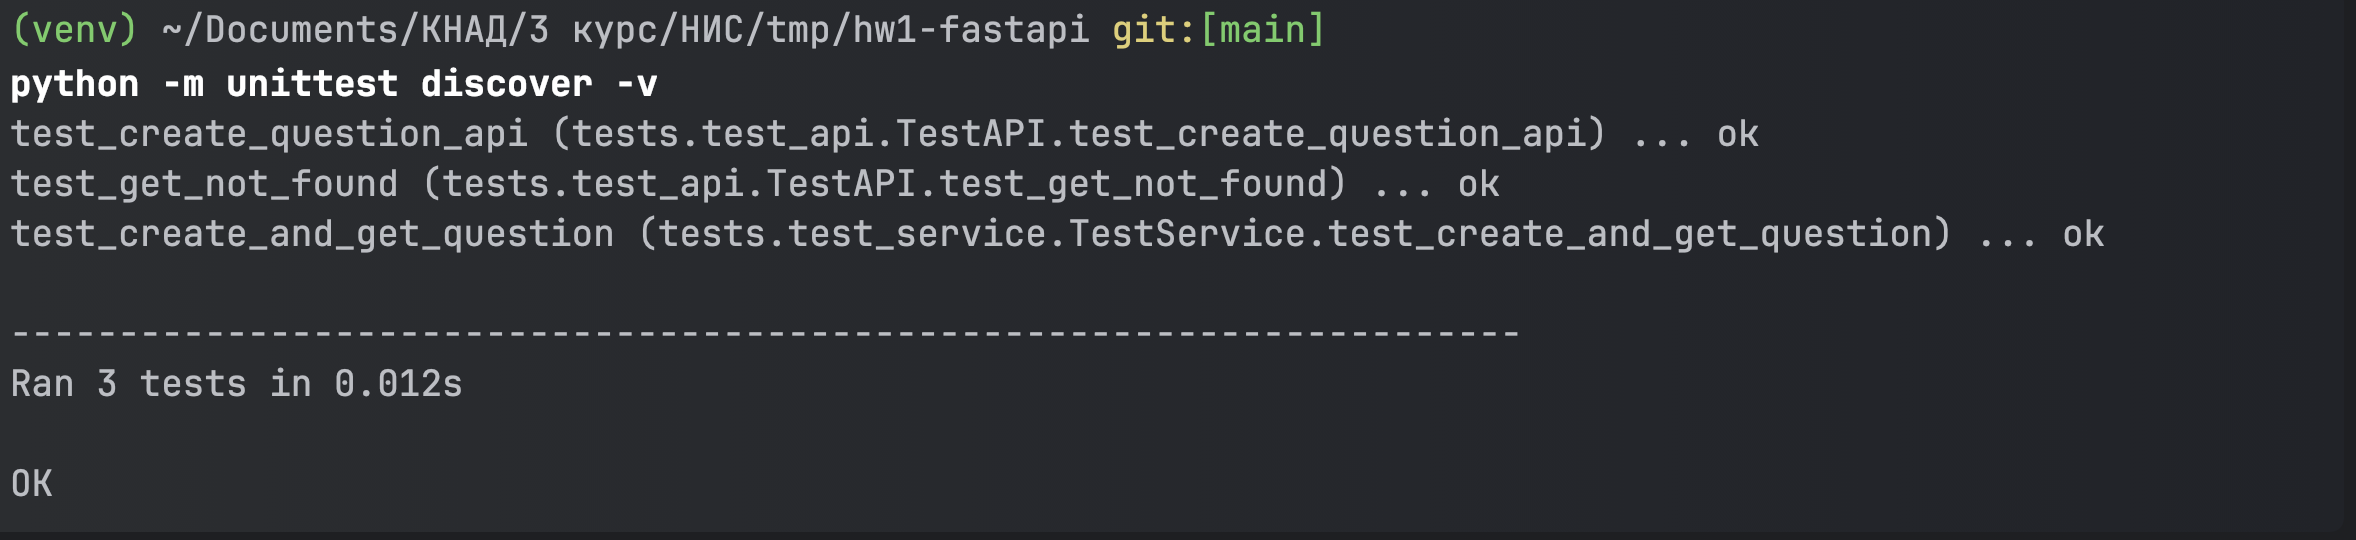 (venv) ~/Documents/КНАД/3 курс/НИС/tmp/hw1-fastapi git:[main]
python -m unittest discover -v
test_create_question_api (tests.test_api.TestAPI.test_create_question_api) ... ok
test_get_not_found (tests.test_api.TestAPI.test_get_not_found) ... ok
test_create_and_get_question (tests.test_service.TestService.test_create_and_get_question) ... ok
----------------------------------------------------------------------
Ran 3 tests in 0.012s
OK